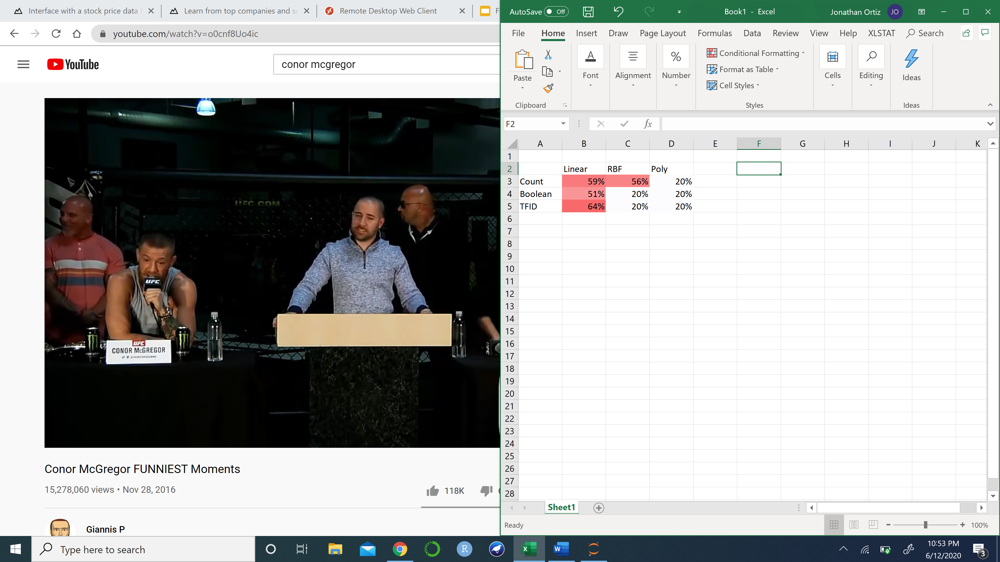 Interface with a stock price data f
Learn from top companies and se
Remote Desktop Web Client
F
youtube.com/watch?v=o0cnf8Uo4ic
YouTube
conor mcgregor
UFC.COM
UFC
UFC
CONOR McGREGOR
UFC
Conor McGregor FUNNIEST Moments
15,278,060 views • Nov 28, 2016
118K
Giannis P
AutoSave Off
Book1 - Excel
Jonathan Ortiz JO
File Home Insert Draw Page Layout Formulas Data Review View Help XLSTAT Search
Paste
Clipboard
A
Font
Alignment
%
Number
Conditional Formatting
Format as Table
Cell Styles
Styles
Cells
Editing
Ideas
Ideas
F2
fx
A B C D E F G H I J K
1
2 Linear RBF Poly
3 Count 59% 56% 20%
4 Boolean 51% 20% 20%
5 TFID 64% 20% 20%
6
7
8
9
10
11
12
13
14
15
16
17
18
19
20
21
22
23
24
25
26
27
28
Sheet1
Ready
100%
Type here to search
R
X
W
10:53 PM
6/12/2020
3